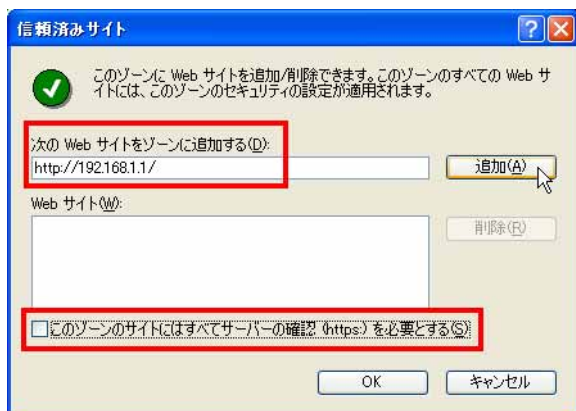 信頼済みサイト
このゾーンに Web サイトを追加/削除できます。このゾーンのすべての Web サ
イトには、このゾーンのセキュリティの設定が適用されます。
次の Web サイトをゾーンに追加する(D):
http://192.168.1.1/
追加(A)
Web サイト(W):
削除(R)
このゾーンのサイトにはすべてサーバーの確認 (https:) を必要とする(S)
OK
キャンセル